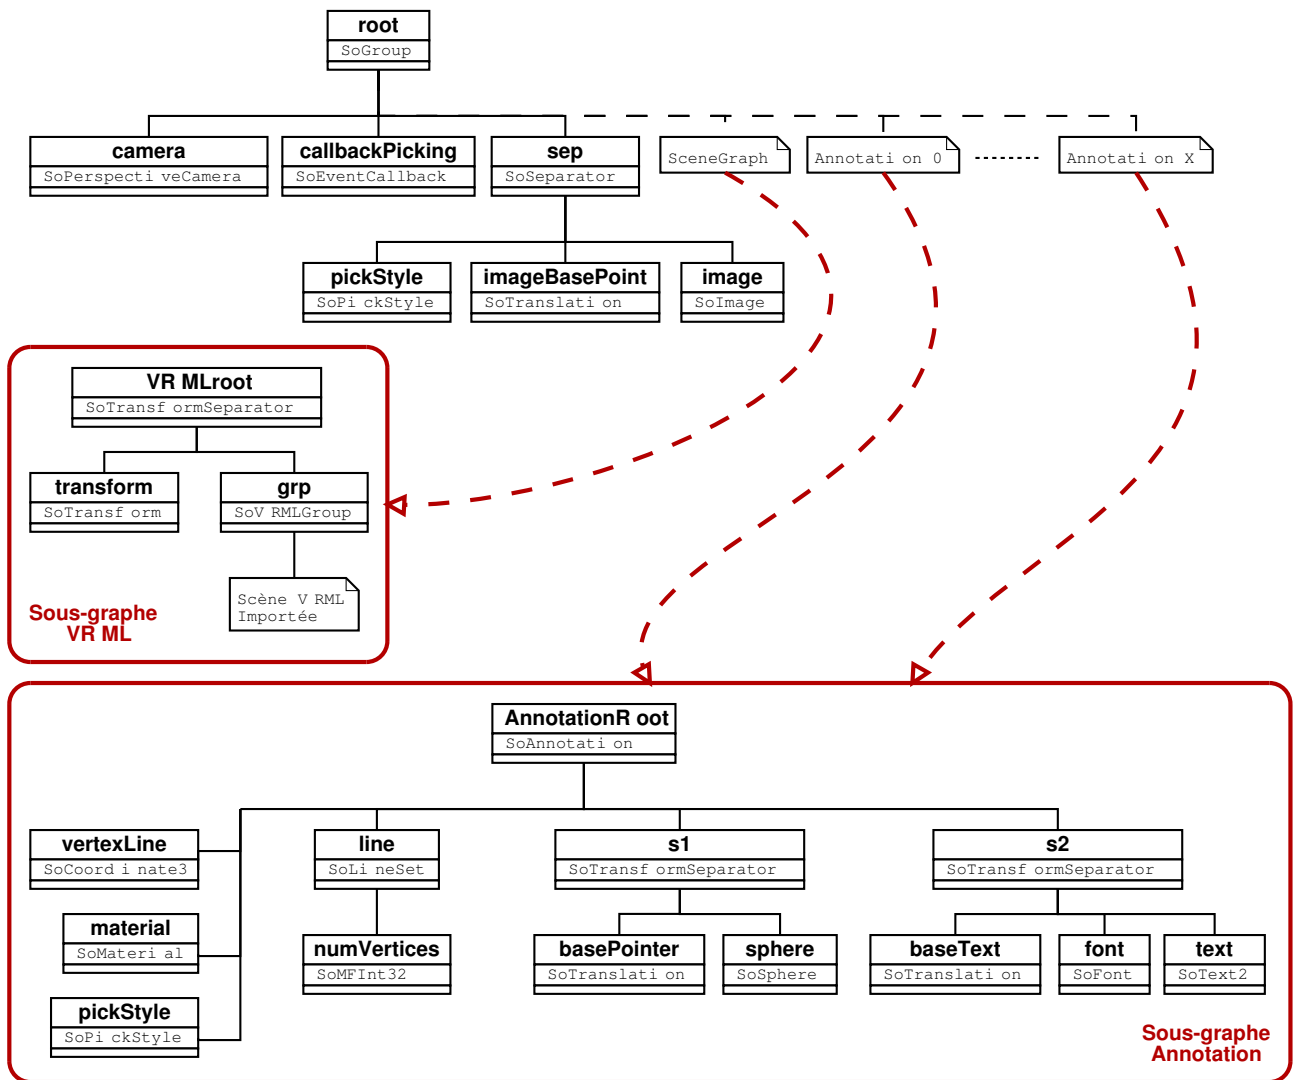 root
SoGroup
camera
SoPerspecti veCamera
callbackPicking
SoEventCallback
sep
SoSeparator
SceneGraph
Annotati on 0
Annotati on X
pickStyle
SoPi ckStyle
imageBasePoint
SoTranslati on
image
SoImage
VR MLroot
SoTransf ormSeparator
transform
SoTransf orm
grp
SoV RMLGroup
Scène V RML
Importée
Sous-graphe
VR ML
AnnotationR oot
SoAnnotati on
vertexLine
SoCoord i nate3
line
SoLi neSet
s1
SoTransf ormSeparator
s2
SoTransf ormSeparator
material
SoMateri al
numVertices
SoMFInt32
basePointer
SoTranslati on
sphere
SoSphere
baseText
SoTranslati on
font
SoFont
text
SoText2
pickStyle
SoPi ckStyle
Sous-graphe
Annotation